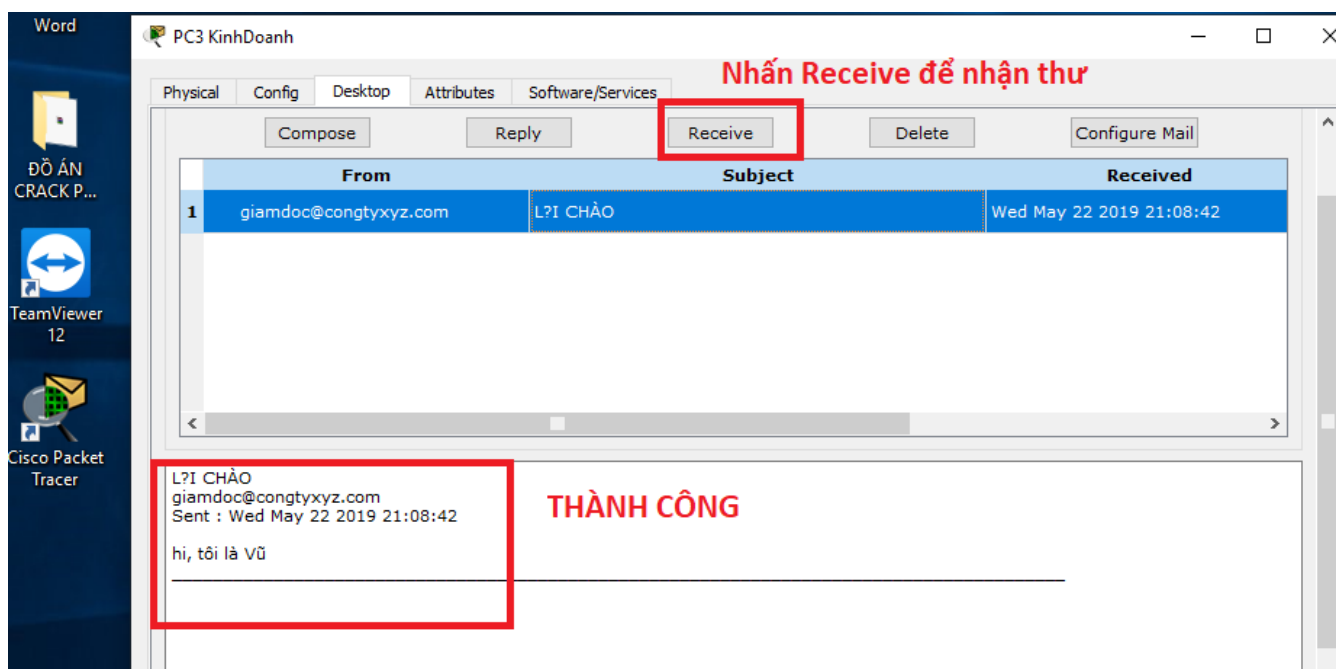 Word
ĐỒ ÁN
CRACK P...
TeamViewer
12
Cisco Packet
Tracer
PC3 KinhDoanh
Nhấn Receive để nhận thư
Physical Config Desktop Attributes Software/Services
Compose Reply Receive Delete Configure Mail
From Subject Received
1 giamdoc@congtyxyz.com L?I CHÀO Wed May 22 2019 21:08:42
L?I CHÀO
giamdoc@congtyxyz.com
Sent : Wed May 22 2019 21:08:42
hi, tôi là Vũ
THÀNH CÔNG